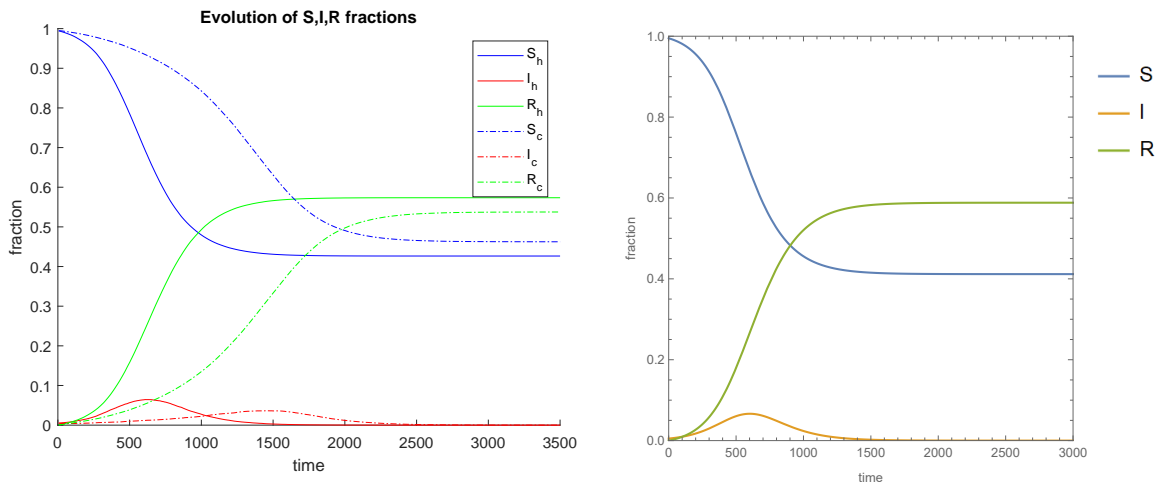 Evolution of S,I,R fractions
1
0.9
0.8
0.7
0.6
0.5
0.4
0.3
0.2
0.1
0
fraction
0 500 1000 1500 2000 2500 3000 3500
time
S_h
I_h
R_h
S_c
I_c
R_c
1.0
0.8
0.6
0.4
0.2
0.0
fraction
0 500 1000 1500 2000 2500 3000
time
S
I
R